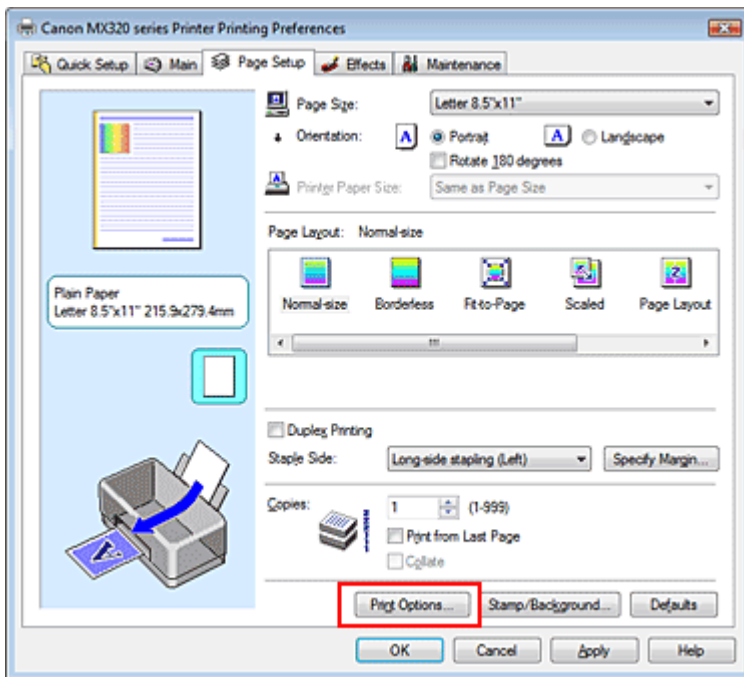 Canon MX320 series Printer Printing Preferences
Quick Setup Main Page Setup Effects Maintenance
Page Size: Letter 8.5"x11"
Orientation: A Portrait A Landscape
Rotate 180 degrees
Printer Paper Size: Same as Page Size
Page Layout: Normal-size
Normal-size Borderless Fit-to-Page Scaled Page Layout
Plain Paper
Letter 8.5"x11" 215.9x279.4mm
Duplex Printing
Staple Side: Long-side stapling (Left) Specify Margin...
Copies: 1 (1-999)
Print from Last Page
Collate
Print Options... Stamp/Background... Defaults
OK Cancel Apply Help